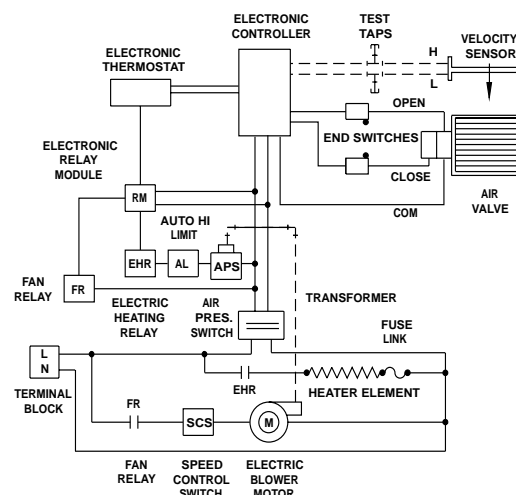 ELECTRONIC
CONTROLLER
TEST
TAPS
VELOCITY
SENSOR
ELECTRONIC
THERMOSTAT
H
L
OPEN
END SWITCHES
CLOSE
COM
AIR
VALVE
ELECTRONIC
RELAY
MODULE
RM
AUTO HI
LIMIT
EHR
AL
APS
FAN
RELAY
FR
ELECTRIC
HEATING
RELAY
AIR
PRES.
SWITCH
TRANSFORMER
FUSE
LINK
L
N
TERMINAL
BLOCK
EHR
HEATER ELEMENT
FR
SCS
M
FAN
RELAY
SPEED
CONTROL
SWITCH
ELECTRIC
BLOWER
MOTOR